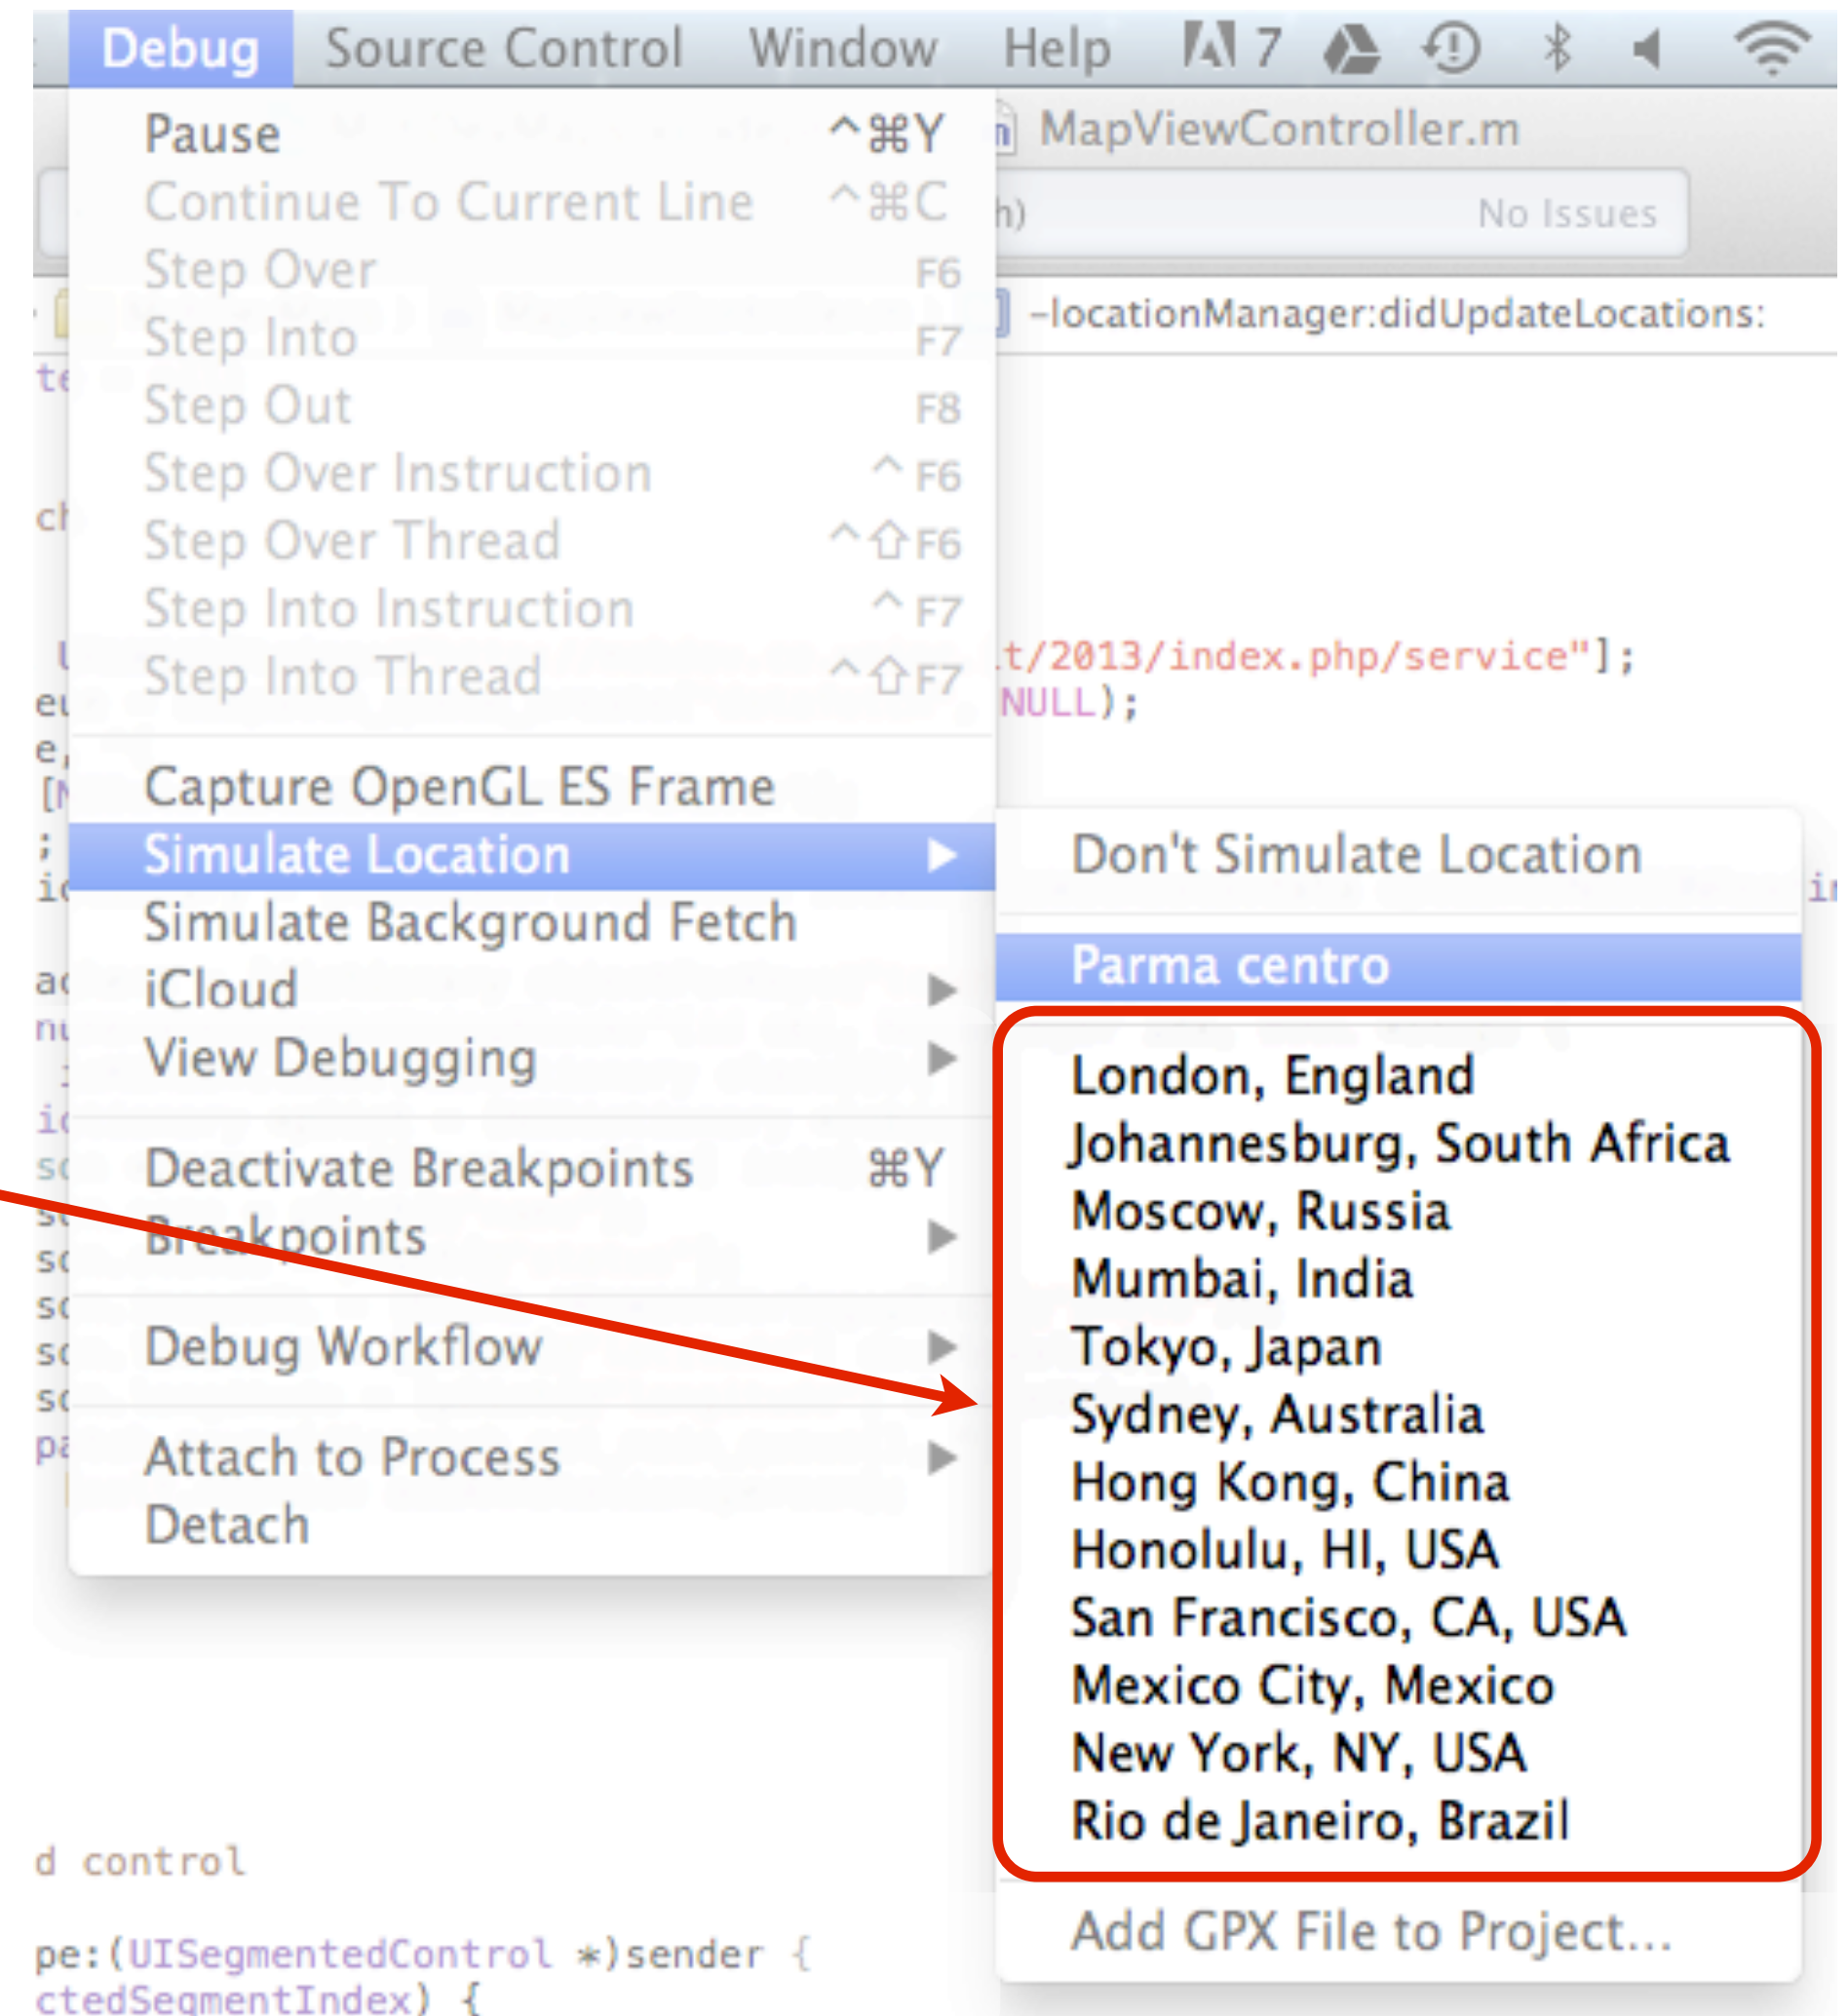 Debug Source Control Window Help 7
MapViewController.m
No Issues
-locationManager:didUpdateLocations:
Pause ^⌘Y
Continue To Current Line ^⌘C
Step Over F6
Step Into F7
Step Out F8
Step Over Instruction ^F6
Step Over Thread ^⇧F6
Step Into Instruction ^F7
Step Into Thread ^⇧F7
t/2013/index.php/service"];
NULL);
Capture OpenGL ES Frame
Simulate Location
Simulate Background Fetch
iCloud
View Debugging
Deactivate Breakpoints ⌘Y
Breakpoints
Debug Workflow
Attach to Process
Detach
Don't Simulate Location
Parma centro
London, England
Johannesburg, South Africa
Moscow, Russia
Mumbai, India
Tokyo, Japan
Sydney, Australia
Hong Kong, China
Honolulu, HI, USA
San Francisco, CA, USA
Mexico City, Mexico
New York, NY, USA
Rio de Janeiro, Brazil
Add GPX File to Project...
d control
pe:(UISegmentedControl *)sender {
ctedSegmentIndex) {